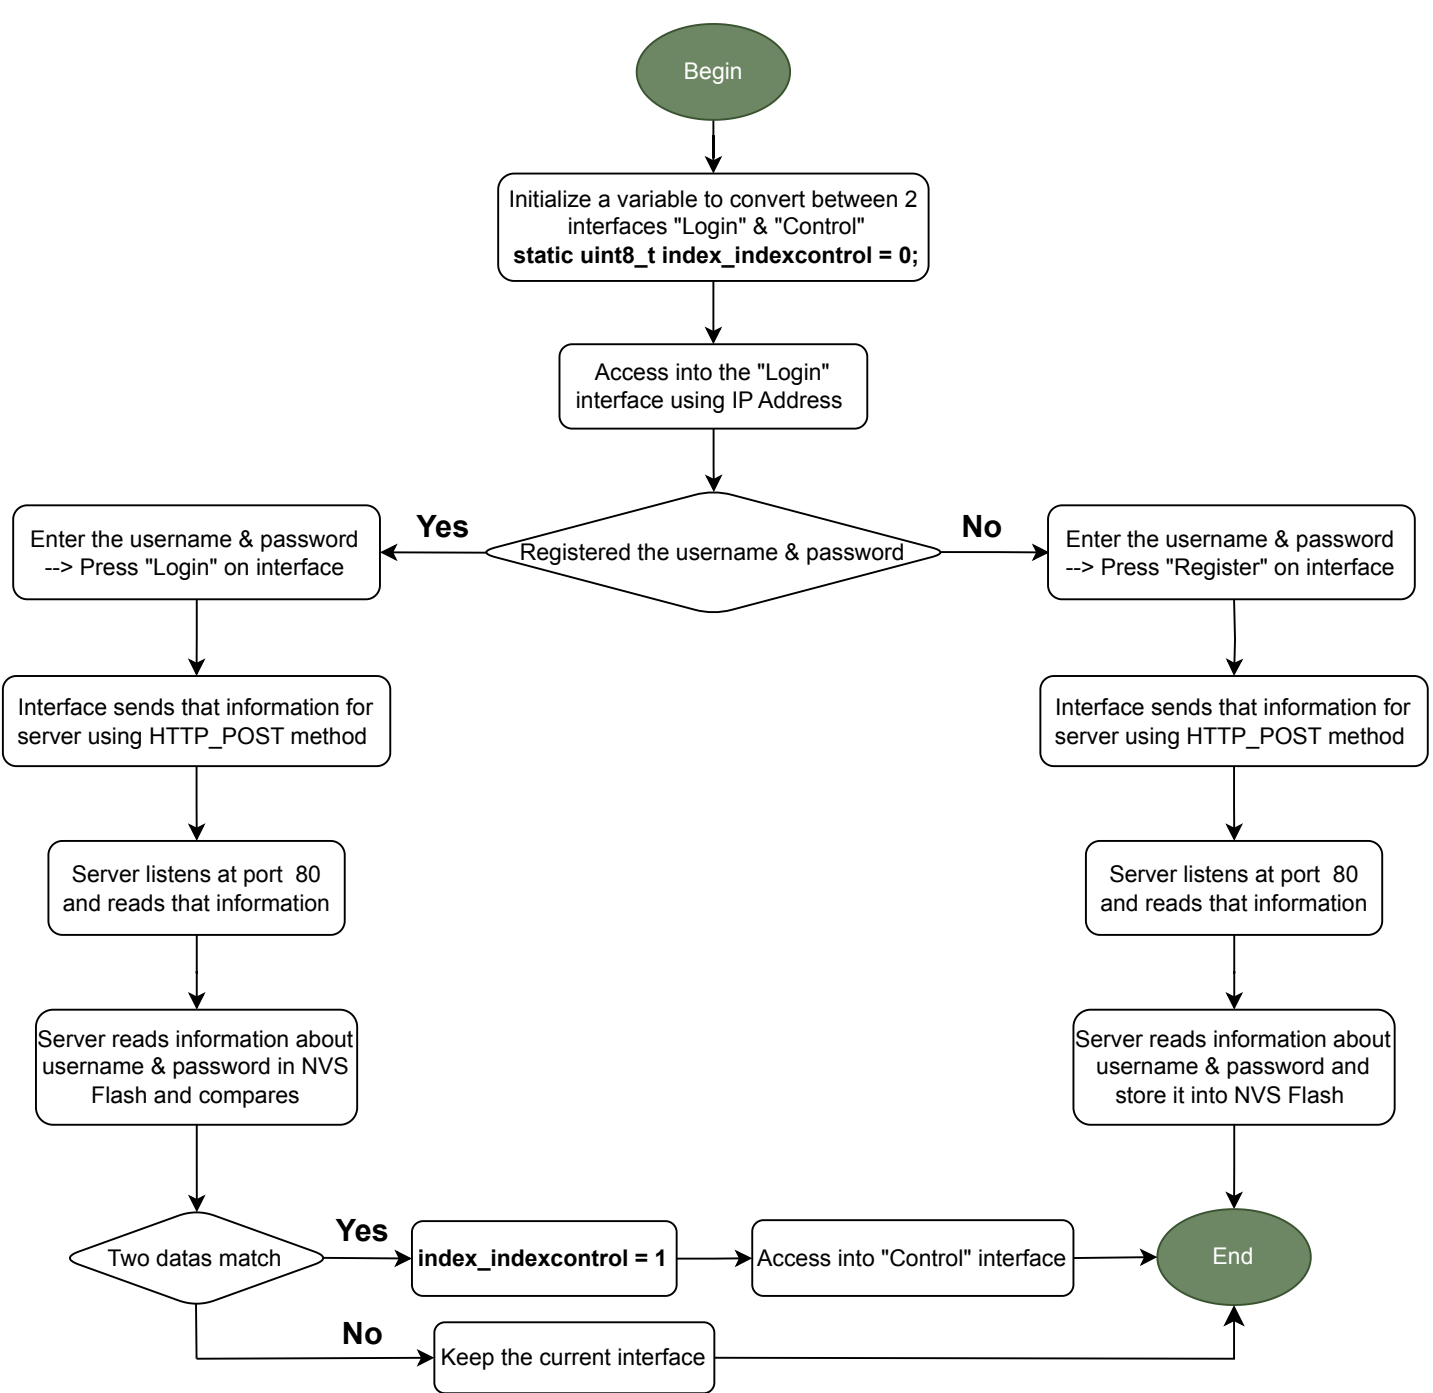 Begin
Initialize a variable to convert between 2
interfaces "Login" & "Control"
static uint8_t index_indexcontrol = 0;
Access into the "Login"
interface using IP Address
Registered the username & password
Yes
No
Enter the username & password
--> Press "Login" on interface
Enter the username & password
--> Press "Register" on interface
Interface sends that information for
server using HTTP_POST method
Interface sends that information for
server using HTTP_POST method
Server listens at port 80
and reads that information
Server listens at port 80
and reads that information
Server reads information about
username & password in NVS
Flash and compares
Server reads information about
username & password and
store it into NVS Flash
Two datas match
Yes
index_indexcontrol = 1
Access into "Control" interface
End
No
Keep the current interface